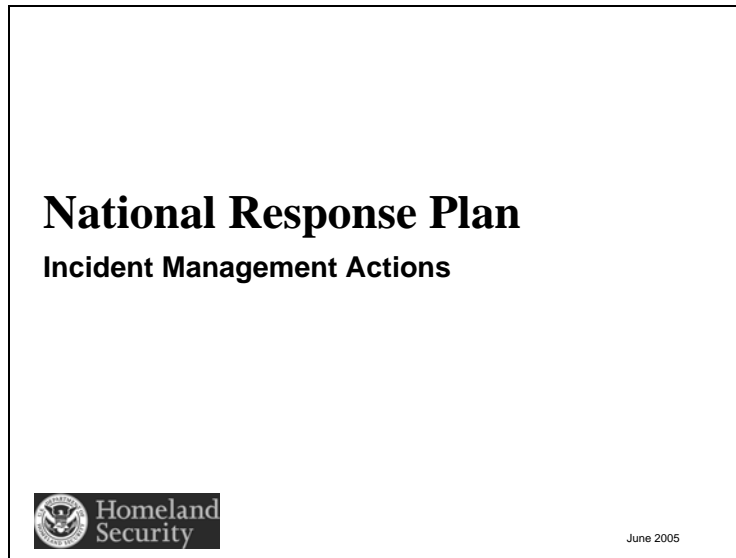 National Response Plan
Incident Management Actions
Homeland
Security
June 2005